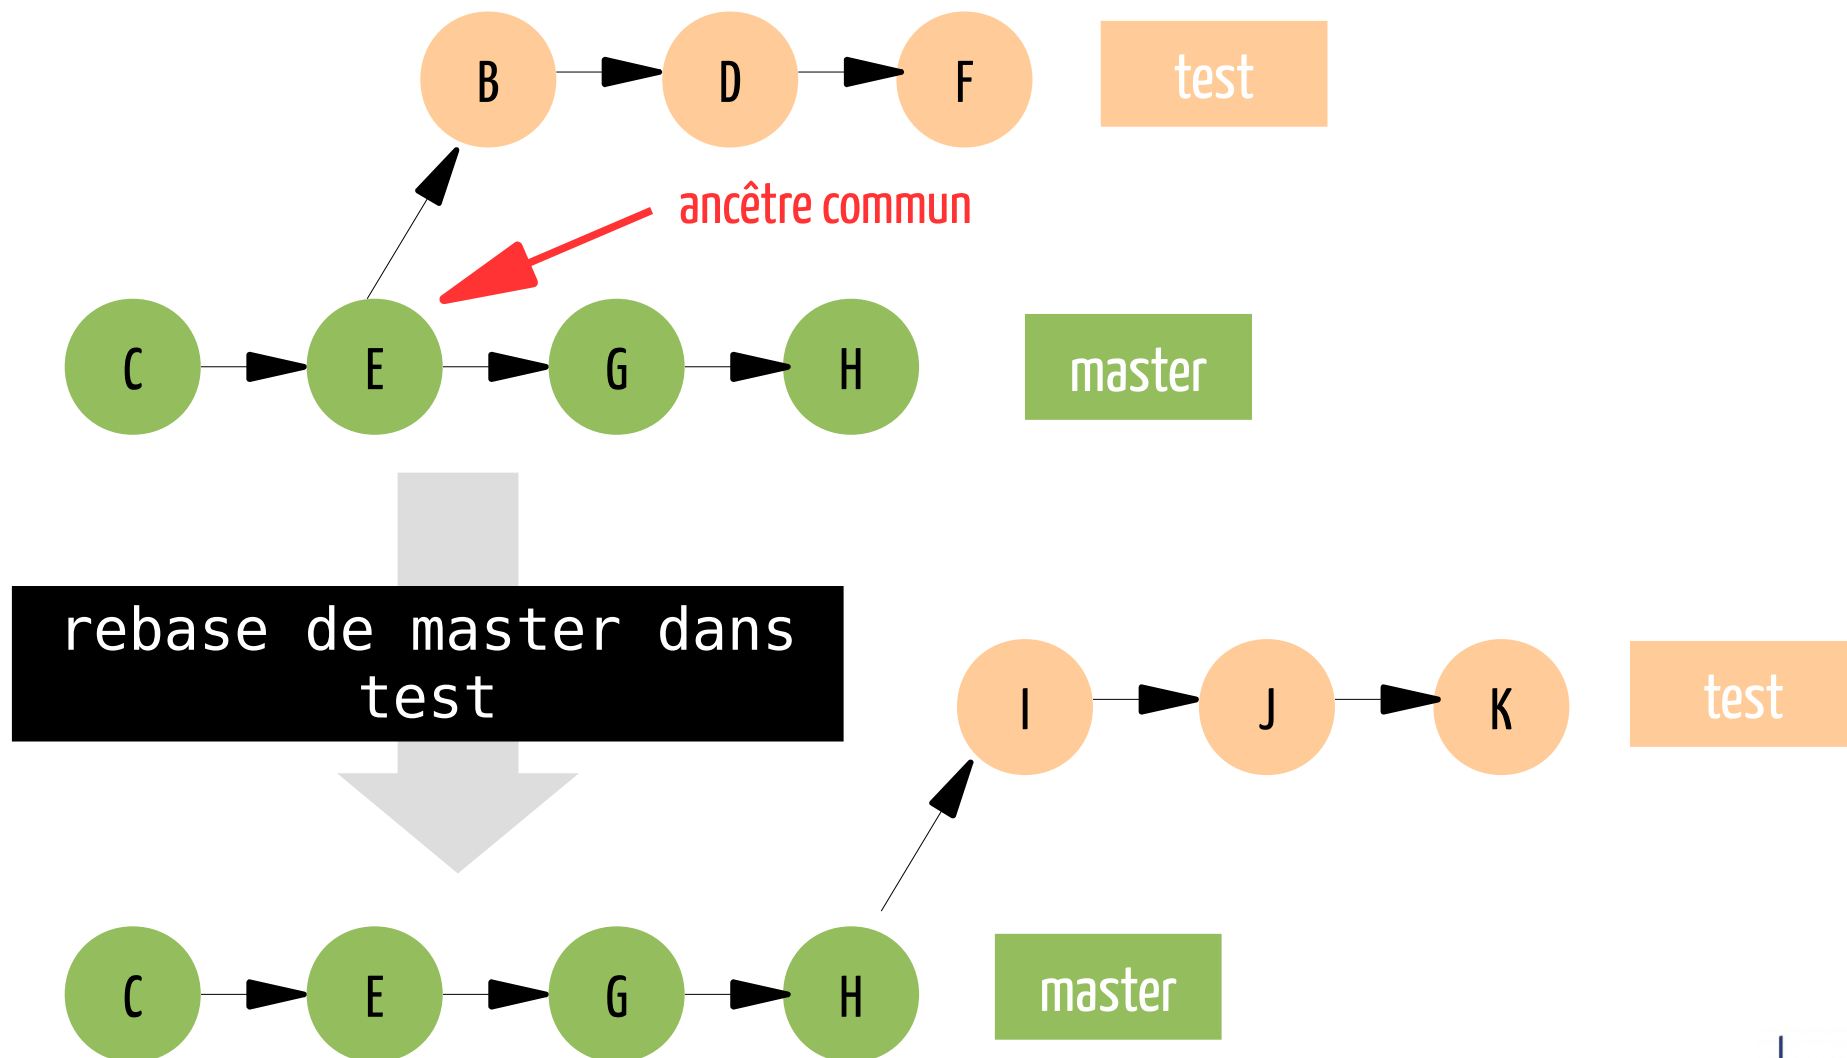 B D F test
ancêtre commun
C E G H master
rebase de master dans
test
I J K test
C E G H master